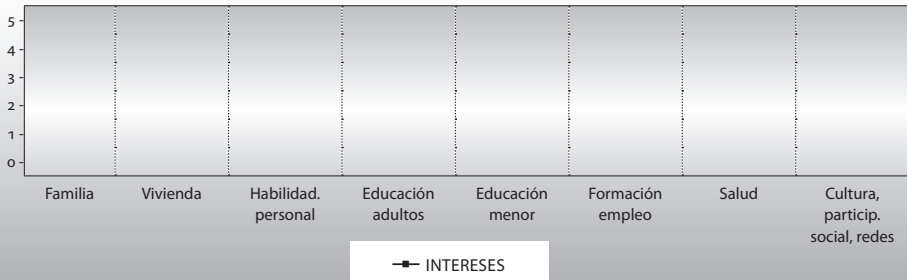 5
4
3
2
1
0
Familia Vivienda Habilidad. Educación Educación Formación Salud Cultura,
personal adultos menor empleo particip.
social, redes
INTERESES